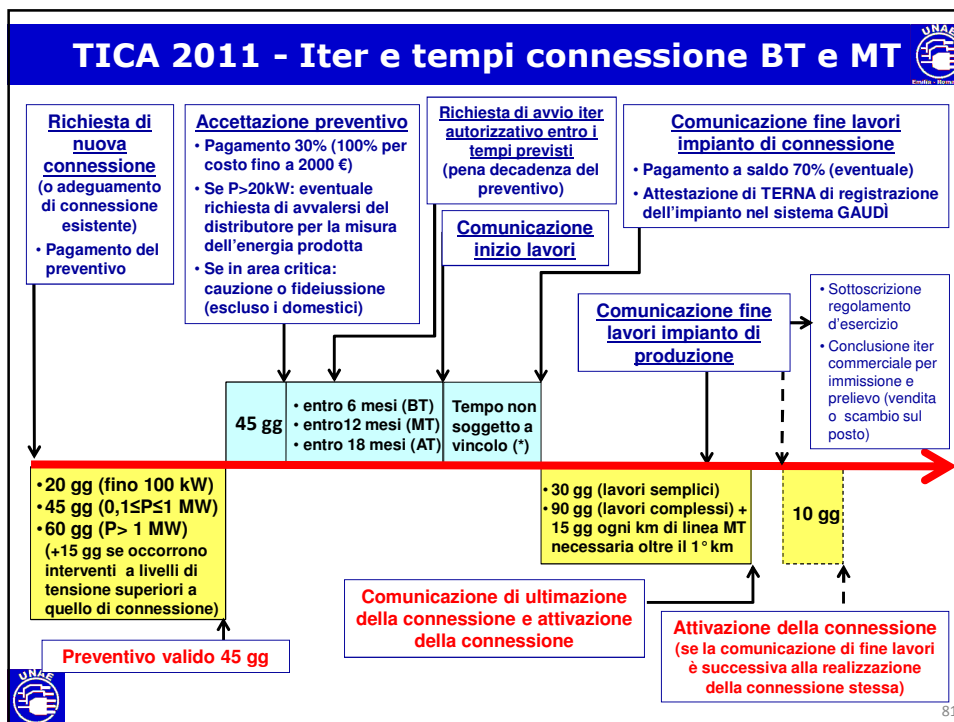 TICA 2011 - Iter e tempi connessione BT e MT
UNAE
Emilia - Romagna
Richiesta di
nuova
connessione
(o adeguamento
di connessione
esistente)
• Pagamento del
preventivo
Accettazione preventivo
• Pagamento 30% (100% per
costo fino a 2000 €)
• Se P>20kW: eventuale
richiesta di avvalersi del
distributore per la misura
dell'energia prodotta
• Se in area critica:
cauzione o fideiussione
(escluso i domestici)
Richiesta di avvio iter
autorizzativo entro i
tempi previsti
(pena decadenza del
preventivo)
Comunicazione
inizio lavori
Comunicazione fine lavori
impianto di connessione
• Pagamento a saldo 70% (eventuale)
• Attestazione di TERNA di registrazione
dell'impianto nel sistema GAUDÌ
Comunicazione fine
lavori impianto di
produzione
• Sottoscrizione
regolamento
d'esercizio
• Conclusione iter
commerciale per
immissione e
prelievo (vendita
o scambio sul
posto)
45 gg
• entro 6 mesi (BT)
• entro12 mesi (MT)
• entro 18 mesi (AT)
Tempo non
soggetto a
vincolo (*)
•20 gg (fino 100 kW)
•45 gg (0,1≤P≤1 MW)
•60 gg (P> 1 MW)
(+15 gg se occorrono
interventi a livelli di
tensione superiori a
quello di connessione)
• 30 gg (lavori semplici)
• 90 gg (lavori complessi) +
15 gg ogni km di linea MT
necessaria oltre il 1° km
10 gg
Preventivo valido 45 gg
Comunicazione di ultimazione
della connessione e attivazione
della connessione
Attivazione della connessione
(se la comunicazione di fine lavori
è successiva alla realizzazione
della connessione stessa)
UNAE
81